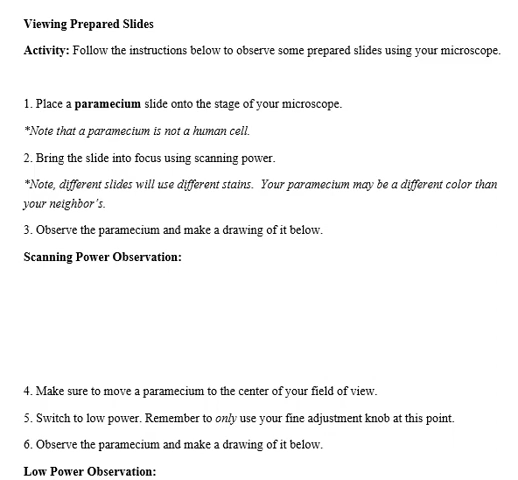 Viewing Prepared Slides
Activity: Follow the instructions below to observe some prepared slides using your microscope.
1. Place a paramecium slide onto the stage of your microscope.
*Note that a paramecium is not a human cell.
2. Bring the slide into focus using scanning power.
*Note, different slides will use different stains.  Your paramecium may be a different color than
your neighbor's.
3. Observe the paramecium and make a drawing of it below.
Scanning Power Observation:
4. Make sure to move a paramecium to the center of your field of view.
5. Switch to low power. Remember to only use your fine adjustment knob at this point.
6. Observe the paramecium and make a drawing of it below.
Low Power Observation: